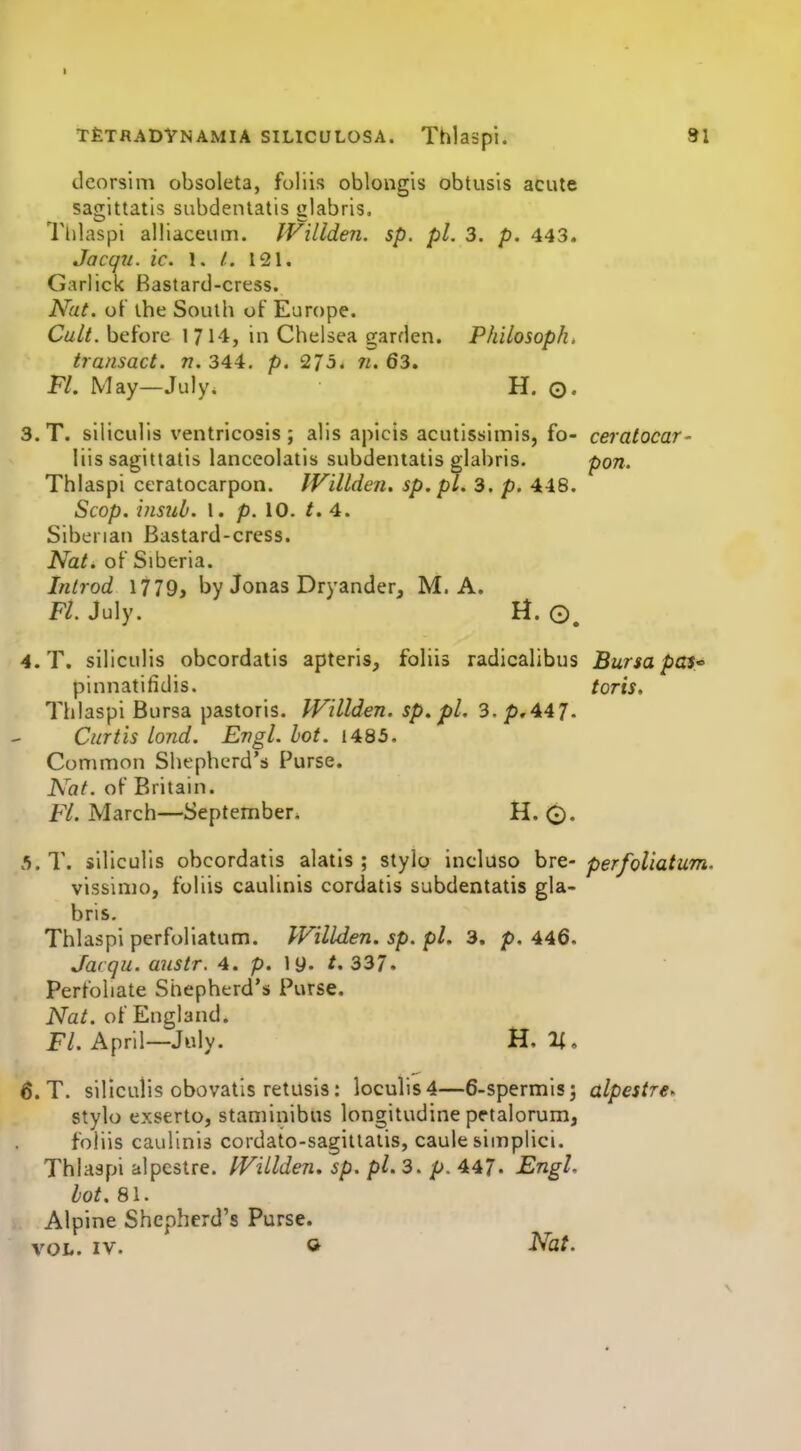 TETRADYNAMIA SILICULOSA. Thlaspi. 81
deorsim obsoleta, foliis oblongis obtusis acute
sagittatis subdentatis glabris.
Thlaspi alliaceum. Willden. sp. pl. 3. p. 443.
Jacqu. ic. 1. t. 121.
Garlick Bastard-cress.
Nat. of the South of Europe.
Cult. before 1714, in Chelsea garden. Philosoph.
transact. n. 344. p. 275. n. 63.
Fl. May—July. H. ☉.
3. T. siliculis ventricosis; alis apicis acutissimis, fo- ceratocar-
liis sagittatis lanceolatis subdentatis glabris. pon.
Thlaspi ceratocarpon. Willden. sp. pl. 3. p. 448.
Scop. insub. 1. p. 10. t. 4.
Siberian Bastard-cress.
Nat. of Siberia.
Introd 1779, by Jonas Dryander, M. A.
Fl. July. H. ☉.
4. T. siliculis obcordatis apteris, foliis radicalibus Bursa pas-
pinnatifidis. toris.
Thlaspi Bursa pastoris. Willden. sp. pl. 3. p. 447.
Curtis lond. Engl. bot. 1485.
Common Shepherd's Purse.
Nat. of Britain.
Fl. March—September. H. ☉.
5. T. siliculis obcordatis alatis; stylo incluso bre- perfoliatum.
vissimo, foliis caulinis cordatis subdentatis gla-
bris.
Thlaspi perfoliatum. Willden. sp. pl. 3. p. 446.
Jacqu. austr. 4. p. 19. t. 337.
Perfoliate Shepherd's Purse.
Nat. of England.
Fl. April—July. H. ♃.
6. T. siliculis obovatis retusis: loculis 4—6-spermis; alpestre.
stylo exserto, staminibus longitudine petalorum,
foliis caulinis cordato-sagittatis, caule simplici.
Thlaspi alpestre. Willden. sp. pl. 3. p. 447. Engl.
bot. 81.
Alpine Shepherd's Purse.
VOL. IV. G Nat.